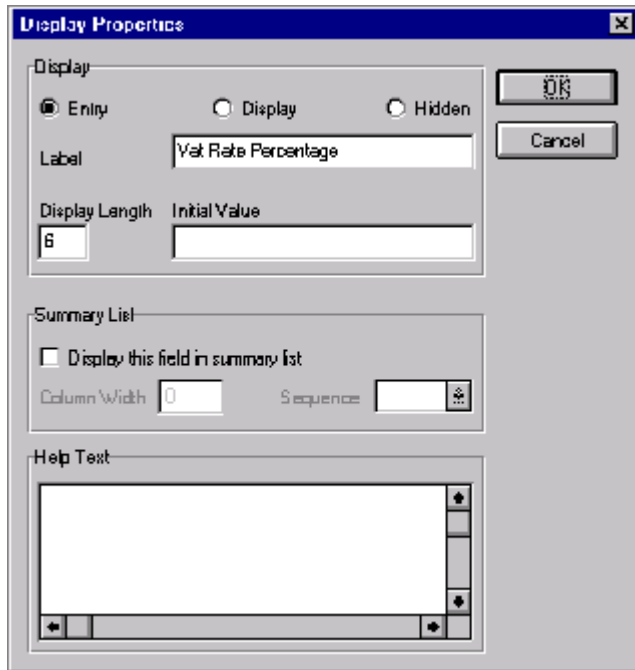 Display Properties
Display
Entry Display Hidden
Label Vat Rate Percentage
Display Length Initial Value
6
Summary List
Display this field in summary list
Column Width 0 Sequence
Help Text
OK
Cancel